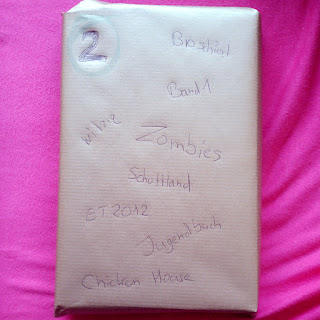 2
Broschiert
Band 1
witzig
Zombies
Schottland
ET 2012
Jugendbuch
Chicken House